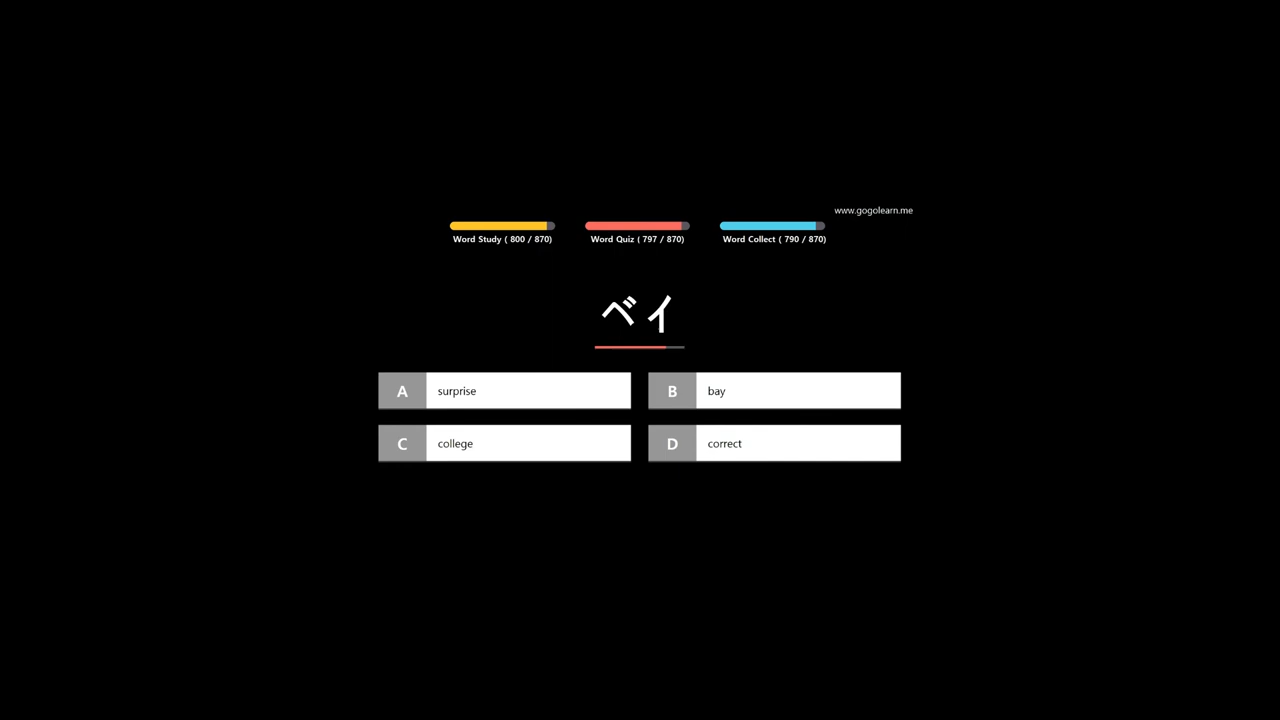 www.gogolearn.me
Word Study ( 800 / 870)
Word Quiz ( 797 / 870)
Word Collect ( 790 / 870)
ベイ
A surprise
B bay
C college
D correct